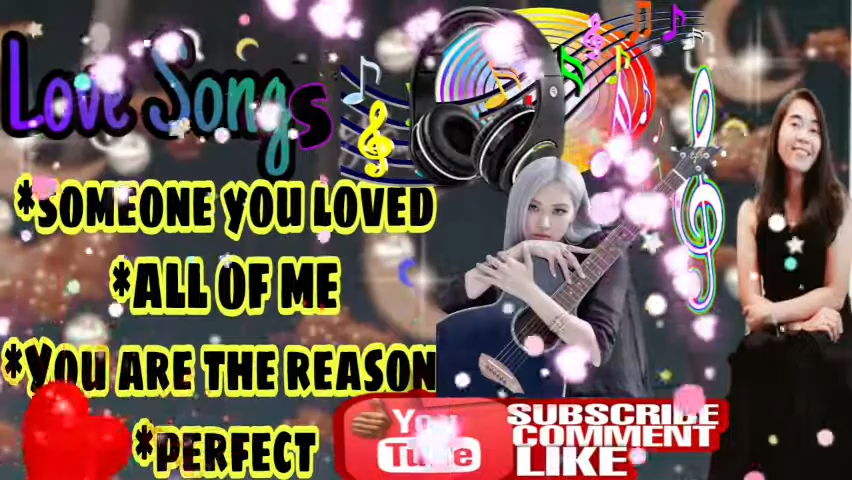 Love Songs
*SOMEONE YOU LOVED
*ALL OF ME
*YOU ARE THE REASON
*PERFECT
You
Tube
SUBSCRIBE
COMMENT
LIKE